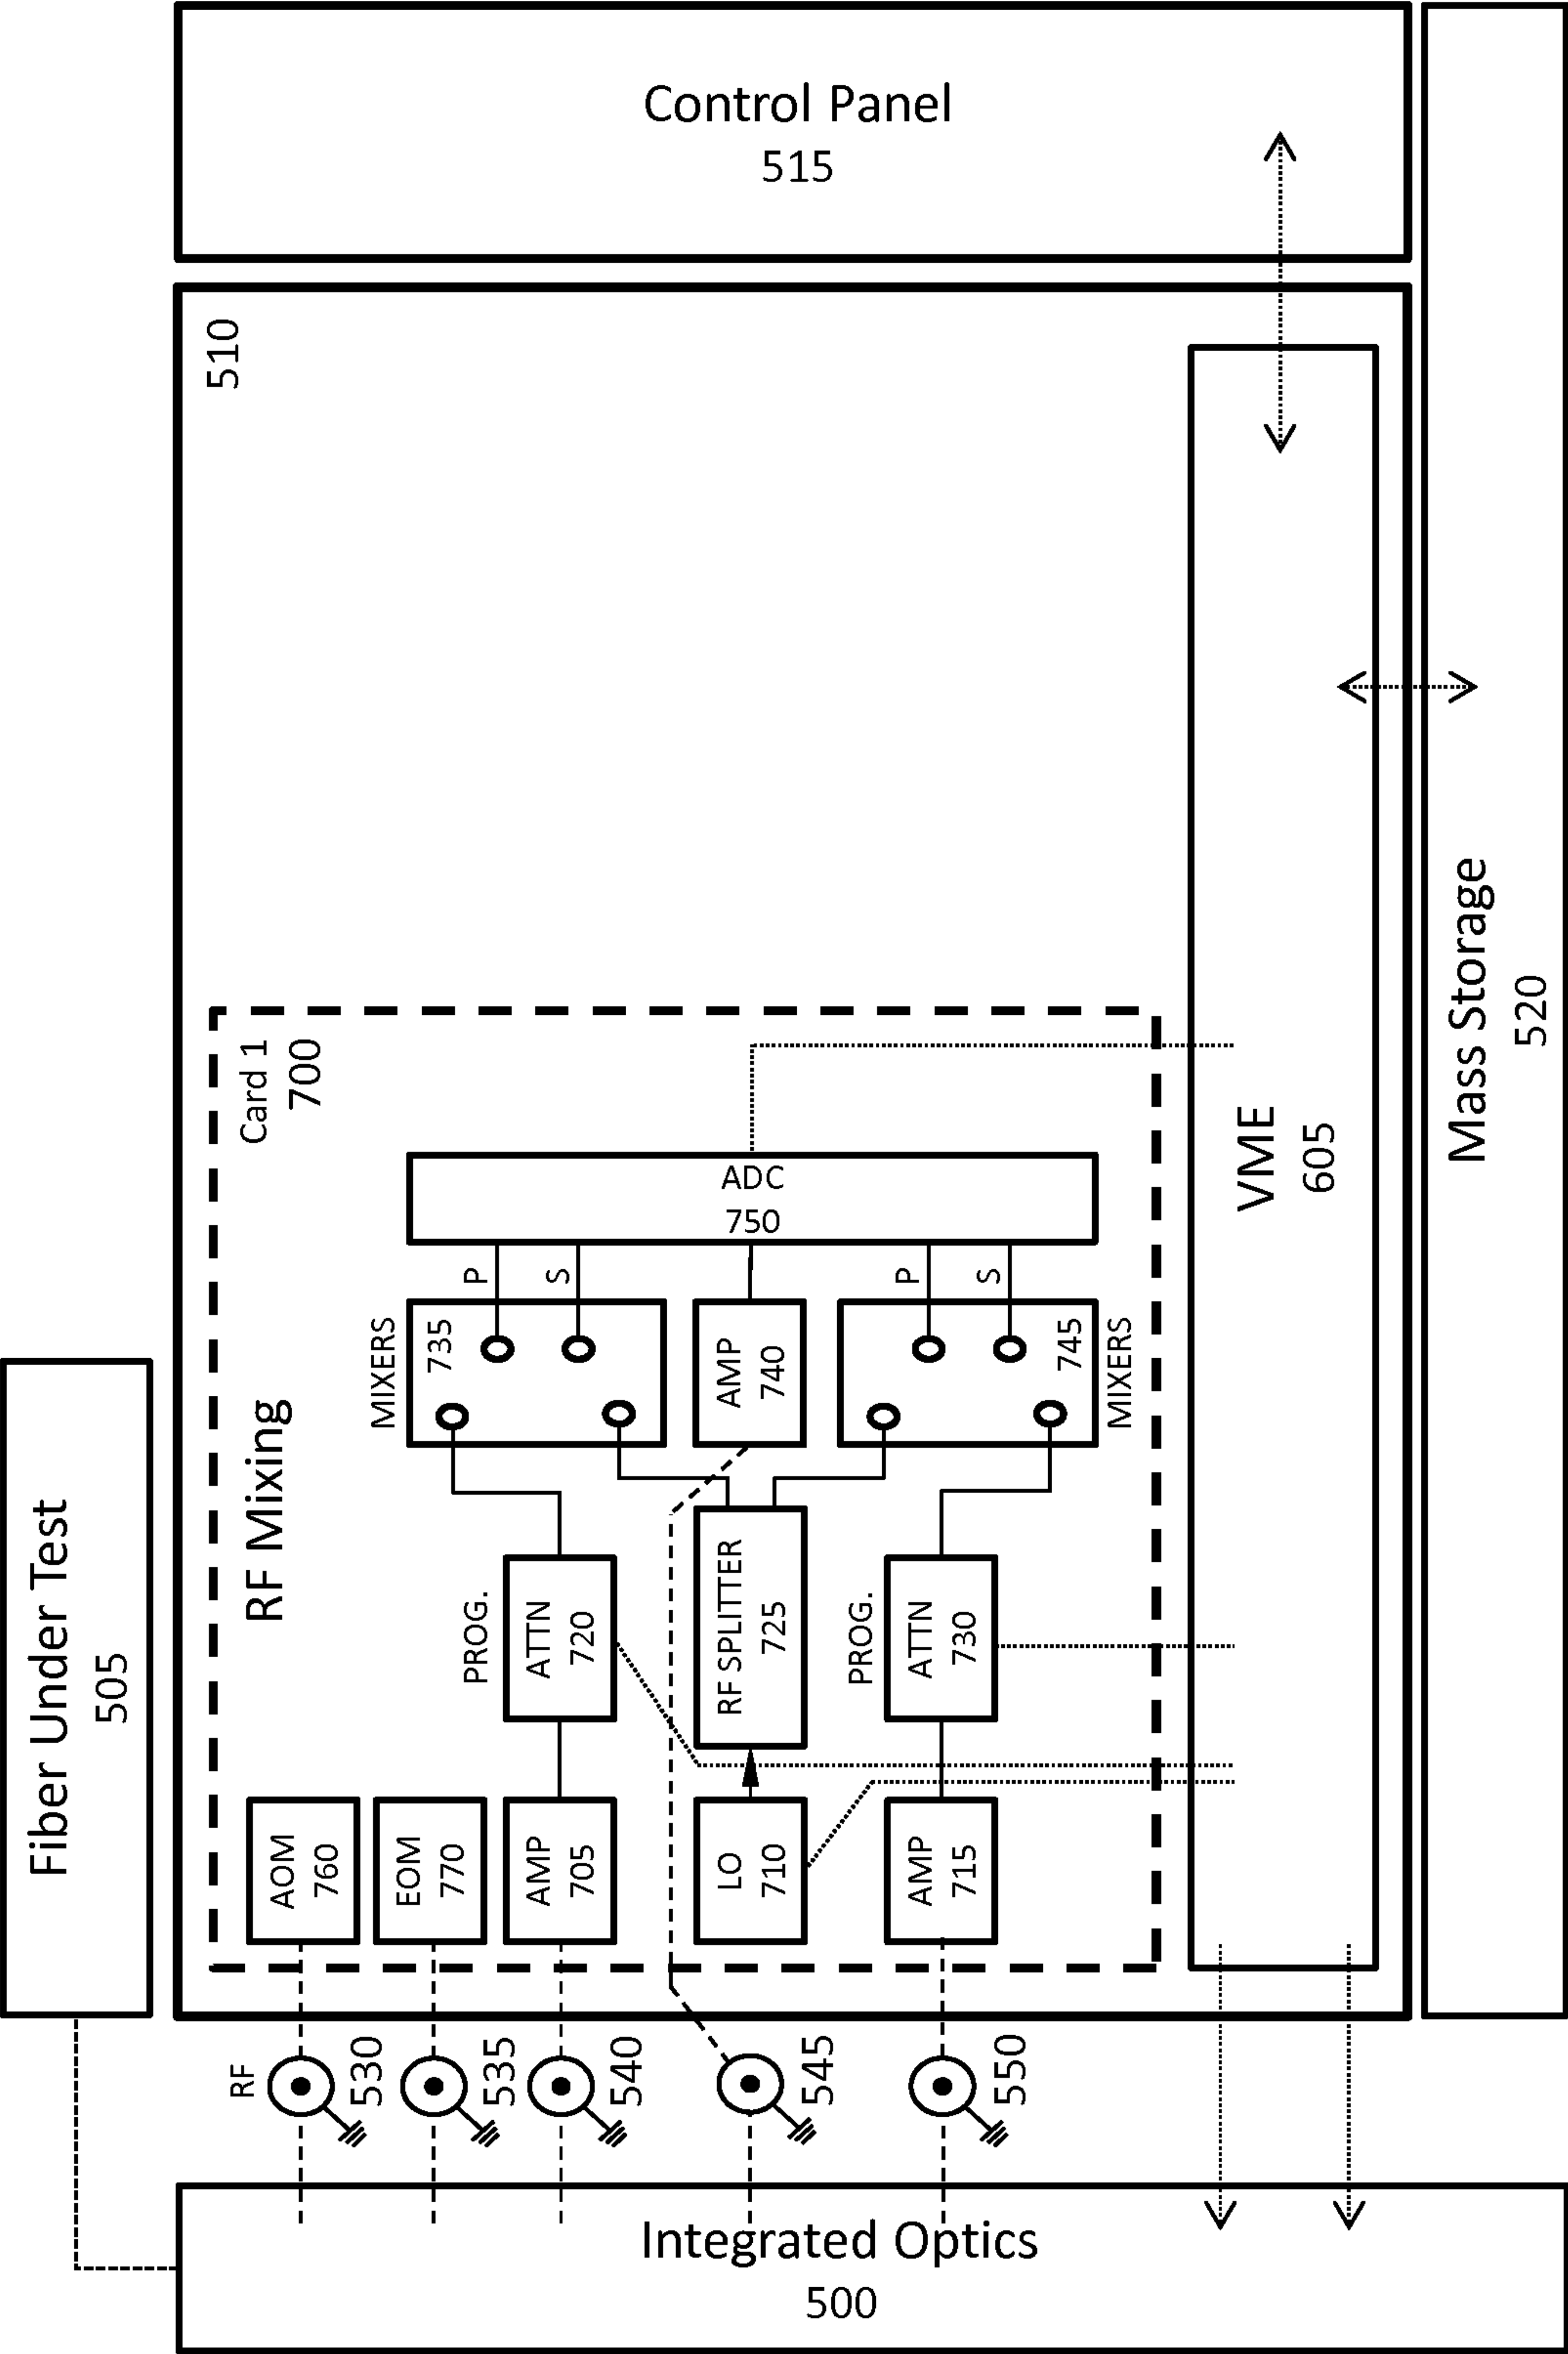 Control Panel
515
510
Fiber Under Test
505
RF Mixing
Card 1
700
ADC
750
P
S
P
S
MIXERS
735
AMP
740
745
MIXERS
PROG.
ATTN
720
RF SPLITTER
725
PROG.
ATTN
730
AOM
760
EOM
770
AMP
705
LO
710
AMP
715
VME
605
Mass Storage
520
RF
530
535
540
545
550
Integrated Optics
500